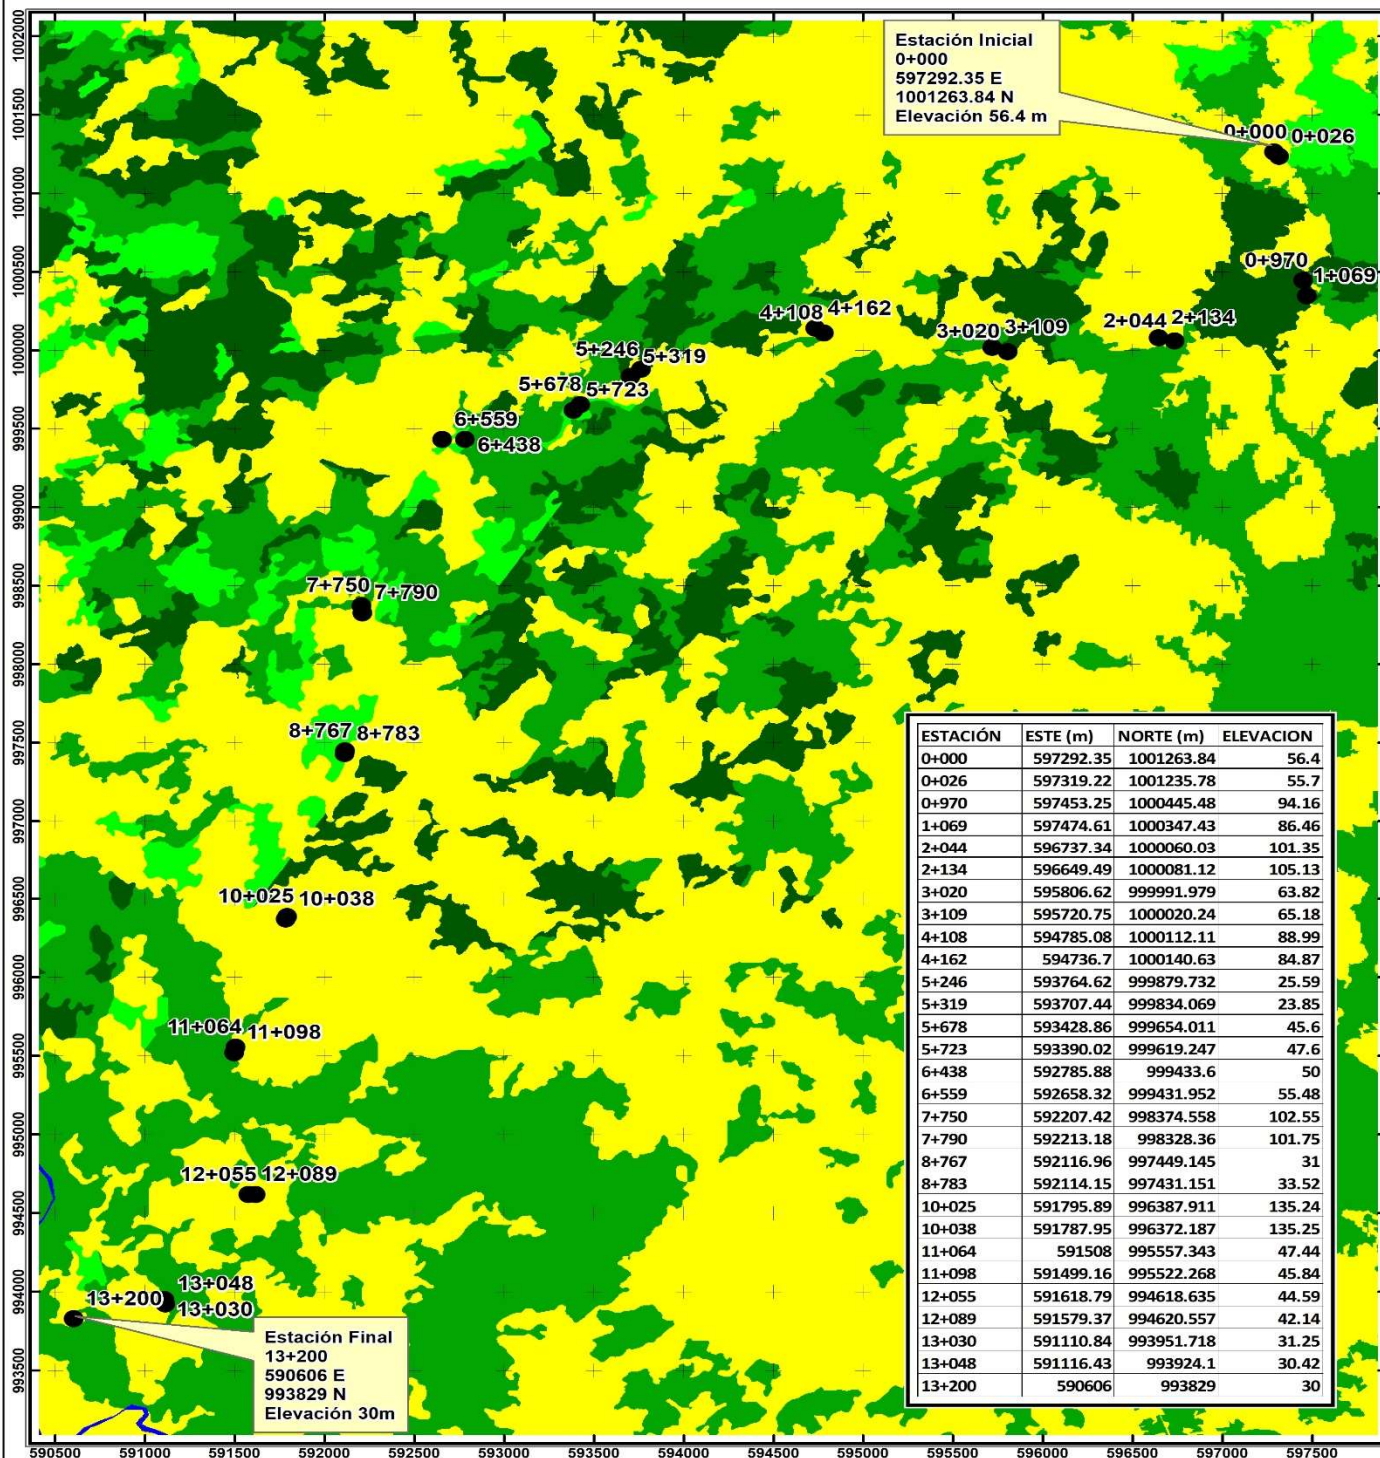 1002000
1001500
1001000
1000500
1000000
999500
999000
998500
998000
997500
997000
996500
996000
995500
995000
994500
994000
993500
Estación Inicial
0+000
597292.35 E
1001263.84 N
Elevación 56.4 m
0+000 0+026
0+970
1+069
2+044 2+134
3+020 3+109
4+108 4+162
5+246 5+319
5+678 5+723
6+559
6+438
7+750 7+790
8+767 8+783
10+025 10+038
11+064 11+098
12+055 12+089
13+048
13+200
13+030
Estación Final
13+200
590606 E
993829 N
Elevación 30m
ESTACIÓN ESTE (m) NORTE (m) ELEVACION
0+000 597292.35 1001263.84 56.4
0+026 597319.22 1001235.78 55.7
0+970 597453.25 1000445.48 94.16
1+069 597474.61 1000347.43 86.46
2+044 596737.34 1000060.03 101.35
2+134 596649.49 1000081.12 105.13
3+020 595806.62 999991.979 63.82
3+109 595720.75 1000020.24 65.18
4+108 594785.08 1000112.11 88.99
4+162 594736.7 1000140.63 84.87
5+246 593764.62 999879.732 25.59
5+319 593707.44 999834.069 23.85
5+678 593428.86 999654.011 45.6
5+723 593390.02 999619.247 47.6
6+438 592785.88 999433.6 50
6+559 592658.32 999431.952 55.48
7+750 592207.42 998374.558 102.55
7+790 592213.18 998328.36 101.75
8+767 592116.96 997449.145 31
8+783 592114.15 997431.151 33.52
10+025 591795.89 996387.911 135.24
10+038 591787.95 996372.187 135.25
11+064 591508 995557.343 47.44
11+098 591499.16 995522.268 45.84
12+055 591618.79 994618.635 44.59
12+089 591579.37 994620.557 42.14
13+030 591110.84 993951.718 31.25
13+048 591116.43 993924.1 30.42
13+200 590606 993829 30
590500 591000 591500 592000 592500 593000 593500 594000 594500 595000 595500 596000 596500 597000 597500